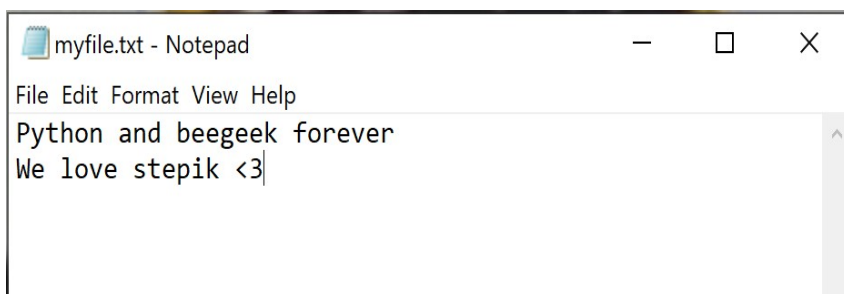 myfile.txt - Notepad
File Edit Format View Help
Python and beegeek forever
We love stepik <3